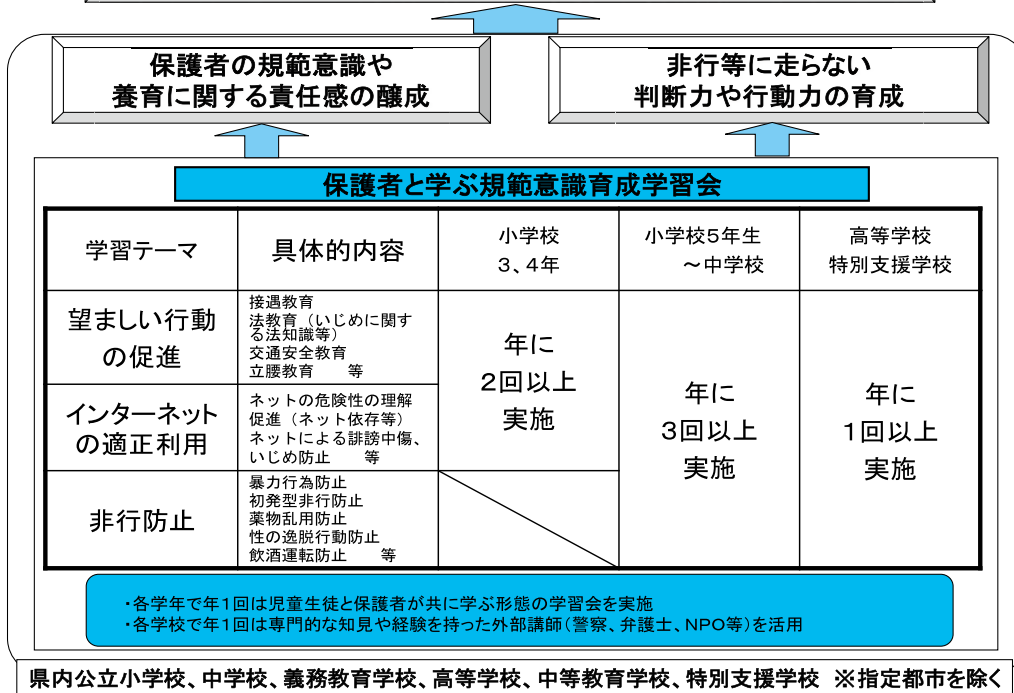 保護者の規範意識や
養育に関する責任感の醸成
非行等に走らない
判断力や行動力の育成
保護者と学ぶ規範意識育成学習会
学習テーマ
具体的内容
小学校
３、４年
小学校５年生
～中学校
高等学校
特別支援学校
望ましい行動
の促進
接遇教育
法教育（いじめに関す
る法知識等）
交通安全教育
立腰教育　　等
年に
２回以上
実施
年に
３回以上
実施
年に
１回以上
実施
インターネット
の適正利用
ネットの危険性の理解
促進（ネット依存等）
ネットによる誹謗中傷、
いじめ防止　　等
非行防止
暴力行為防止
初発型非行防止
薬物乱用防止
性の逸脱行動防止
飲酒運転防止　　等
・各学年で年１回は児童生徒と保護者が共に学ぶ形態の学習会を実施
・各学校で年１回は専門的な知見や経験を持った外部講師（警察、弁護士、NPO等）を活用
県内公立小学校、中学校、義務教育学校、高等学校、中等教育学校、特別支援学校　※指定都市を除く